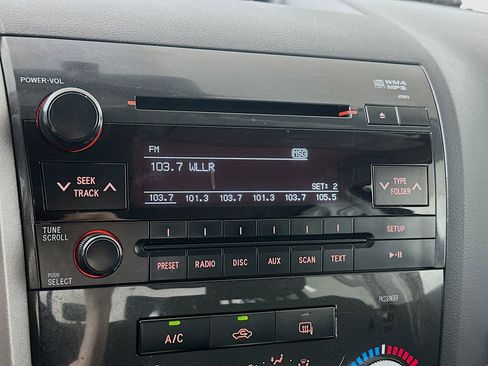 POWER·VOL
WMA
MP3
FM
MSG
103.7 WLLR
SET: 2
103.7 101.3 103.7 101.3 103.7 105.5
SEEK
TRACK
TYPE
FOLDER
TUNE
SCROLL
PUSH
SELECT
SETUP
PRESET RADIO DISC AUX SCAN TEXT
PASSENGER
A/C